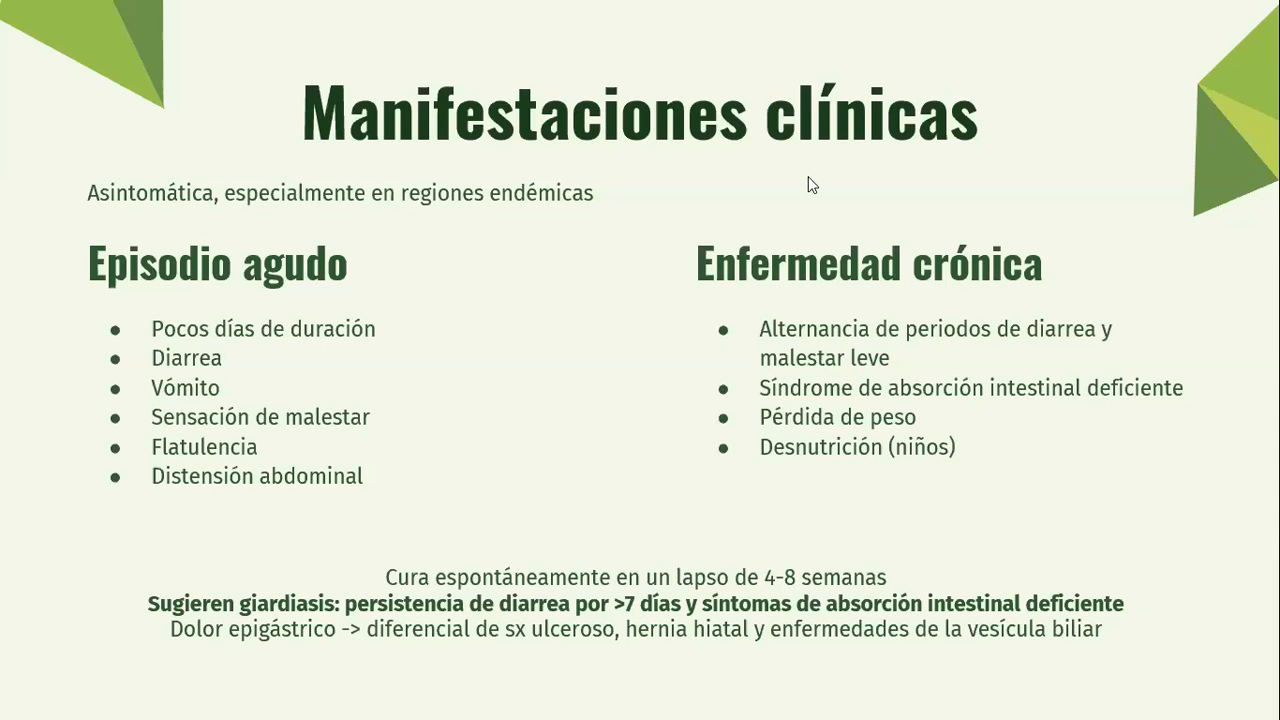 Manifestaciones clínicas
Asintomática, especialmente en regiones endémicas
Episodio agudo
● Pocos días de duración
● Diarrea
● Vómito
● Sensación de malestar
● Flatulencia
● Distensión abdominal
Enfermedad crónica
● Alternancia de periodos de diarrea y
malestar leve
● Síndrome de absorción intestinal deficiente
● Pérdida de peso
● Desnutrición (niños)
Cura espontáneamente en un lapso de 4-8 semanas
Sugieren giardiasis: persistencia de diarrea por >7 días y síntomas de absorción intestinal deficiente
Dolor epigástrico -> diferencial de sx ulceroso, hernia hiatal y enfermedades de la vesícula biliar